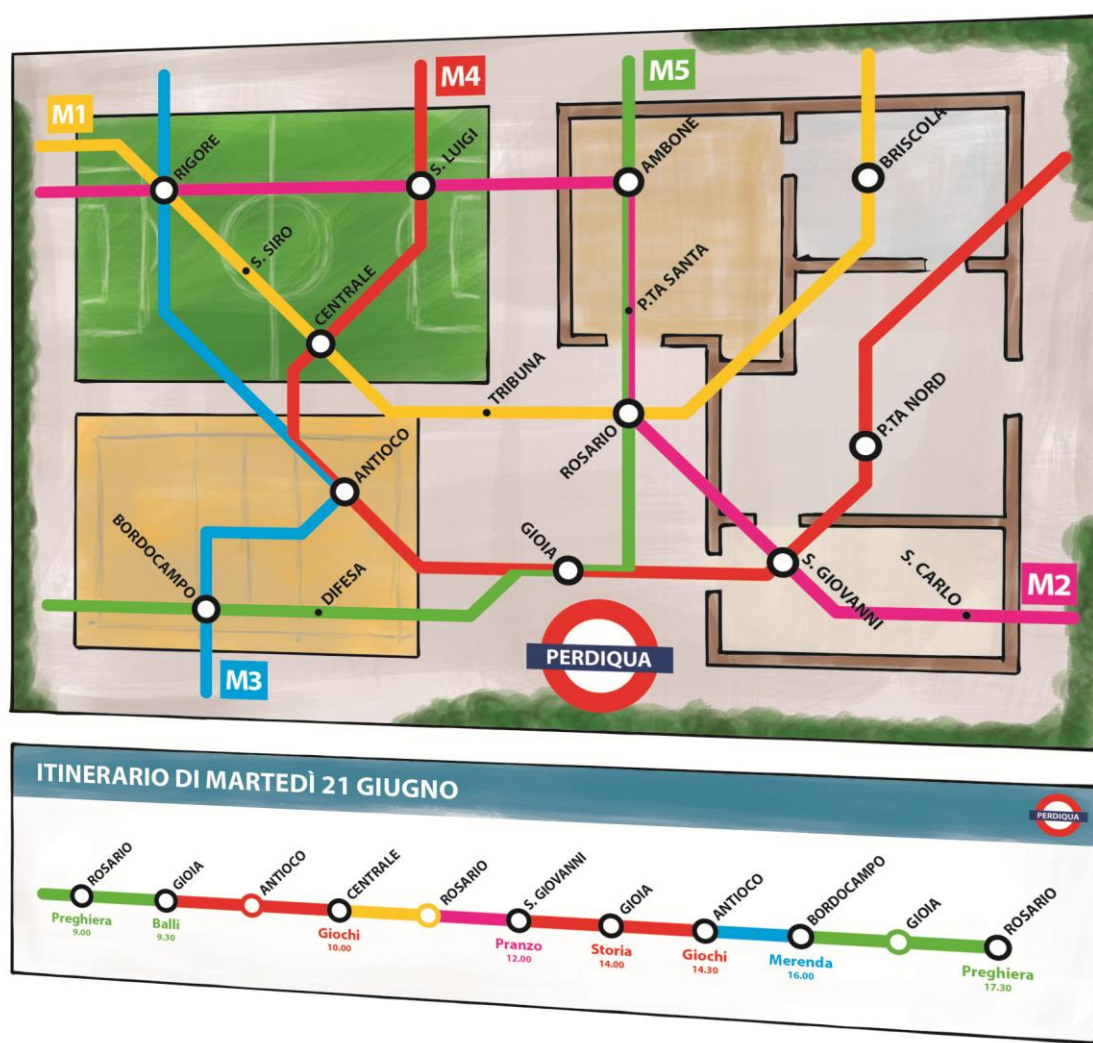 M1
M4
M5
RIGORE
S. LUIGI
AMBONE
BRISCOLA
S. SIRO
CENTRALE
P.TA SANTA
TRIBUNA
ROSARIO
P.TA NORD
ANTIOCO
BORDOCAMPO
DIFESA
GIOIA
S. GIOVANNI
S. CARLO
M2
M3
PERDIQUA
ITINERARIO DI MARTEDÌ 21 GIUGNO
PERDIQUA
ROSARIO
GIOIA
ANTIOCO
CENTRALE
ROSARIO
S. GIOVANNI
GIOIA
ANTIOCO
BORDOCAMPO
GIOIA
ROSARIO
Preghiera
9.00
Balli
9.30
Giochi
10.00
Pranzo
12.00
Storia
14.00
Giochi
14.30
Merenda
16.00
Preghiera
17.30